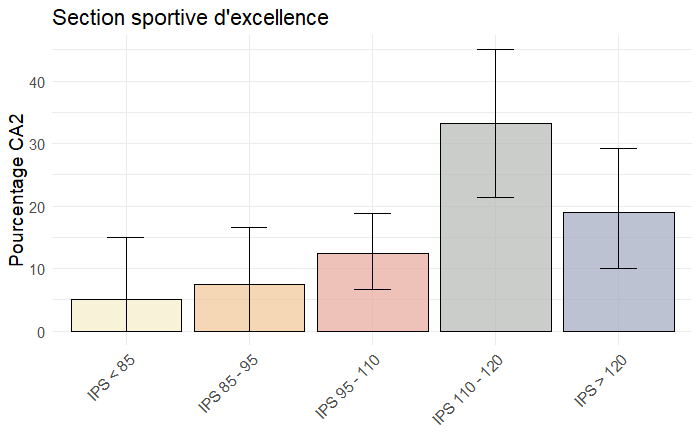 Section sportive d'excellence
Pourcentage CA2
40
30
20
10
0
IPS < 85
IPS 85 - 95
IPS 95 - 110
IPS 110 - 120
IPS > 120